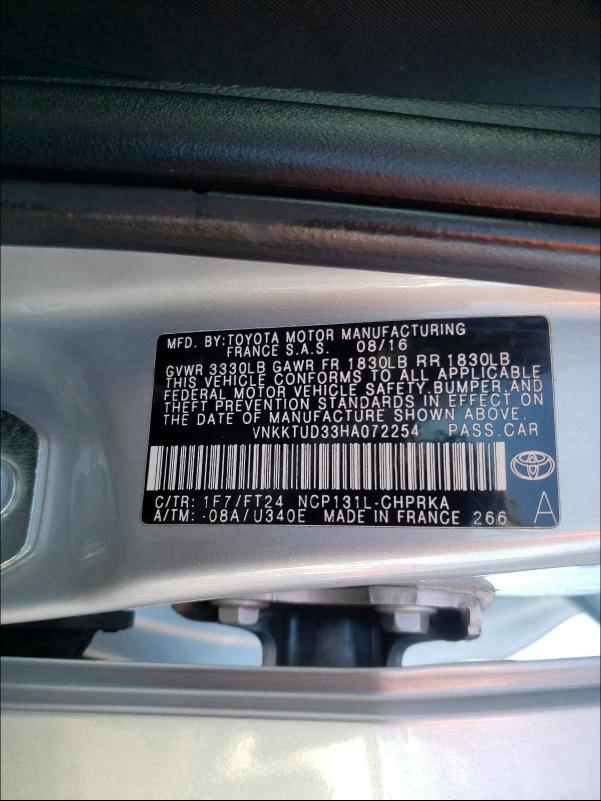 MFD. BY:TOYOTA MOTOR MANUFACTURING
FRANCE S.A.S. 08/16
GVWR 3330LB GAWR FR 1830LB RR 1830LB
THIS VEHICLE CONFORMS TO ALL APPLICABLE
FEDERAL MOTOR VEHICLE SAFETY,BUMPER,AND
THEFT PREVENTION STANDARDS IN EFFECT ON
THE DATE OF MANUFACTURE SHOWN ABOVE.
VNKKTUD33HA072254 PASS.CAR
C/TR: 1F7/FT24 NCP131L-CHPRKA
A/TM: -08A/U340E MADE IN FRANCE 266 A